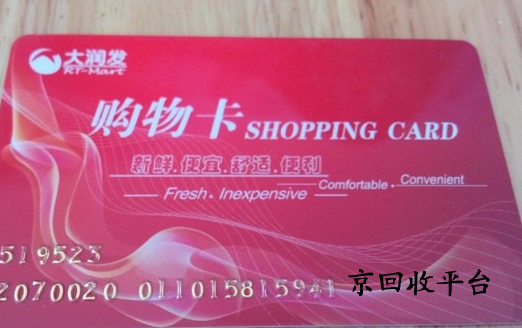 大润发
RT-Mart
购物卡 SHOPPING CARD
新鲜.便宜.舒适.便利
Fresh. Inexpensive Comfortable. Convenient
519523
2070020 011015815941
京回收平台